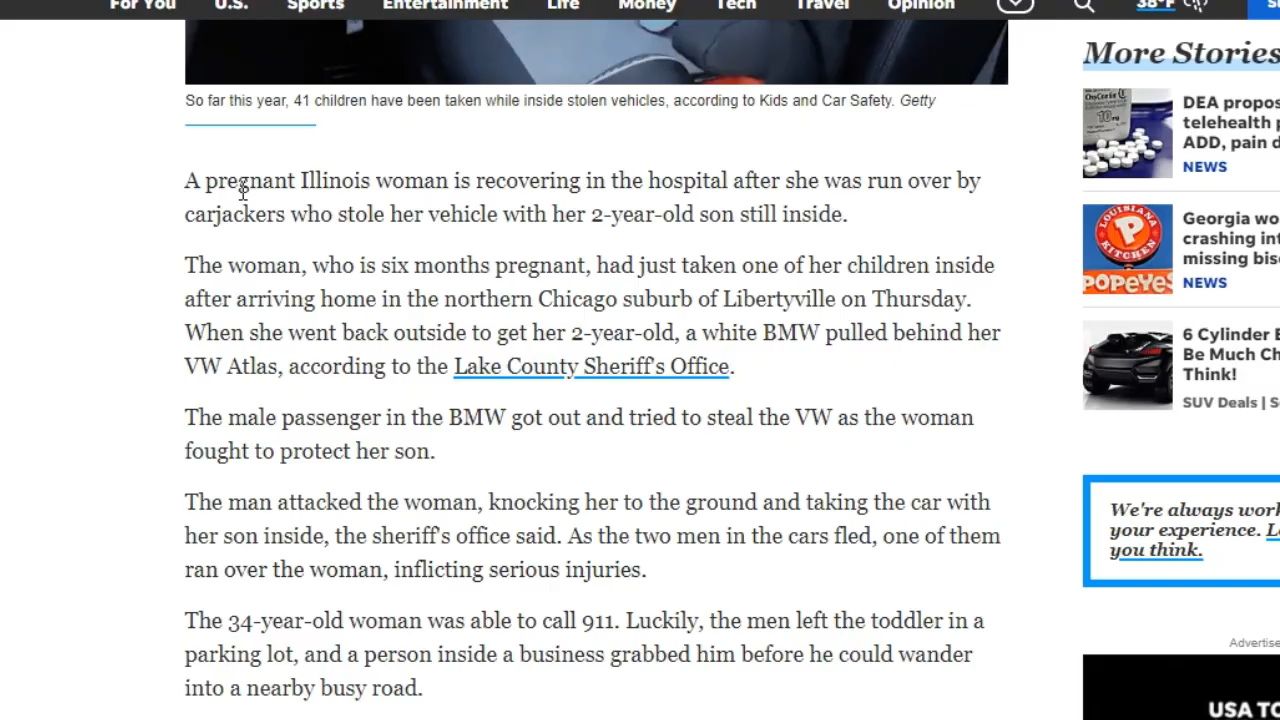 For You U.S. Sports Entertainment Life Money Tech Travel Opinion 38°F
So far this year, 41 children have been taken while inside stolen vehicles, according to Kids and Car Safety. Getty
A pregnant Illinois woman is recovering in the hospital after she was run over by
carjackers who stole her vehicle with her 2-year-old son still inside.
The woman, who is six months pregnant, had just taken one of her children inside
after arriving home in the northern Chicago suburb of Libertyville on Thursday.
When she went back outside to get her 2-year-old, a white BMW pulled behind her
VW Atlas, according to the Lake County Sheriff's Office.
The male passenger in the BMW got out and tried to steal the VW as the woman
fought to protect her son.
The man attacked the woman, knocking her to the ground and taking the car with
her son inside, the sheriff's office said. As the two men in the cars fled, one of them
ran over the woman, inflicting serious injuries.
The 34-year-old woman was able to call 911. Luckily, the men left the toddler in a
parking lot, and a person inside a business grabbed him before he could wander
into a nearby busy road.
More Stories
DEA propos
telehealth p
ADD, pain d
NEWS
10mg
Georgia wo
crashing int
missing bis
NEWS
LOUISIANA
KITCHEN
POPEYES
6 Cylinder
Be Much Ch
Think!
SUV Deals | S
We're always work
your experience. L
you think.
Advertise
USA TO